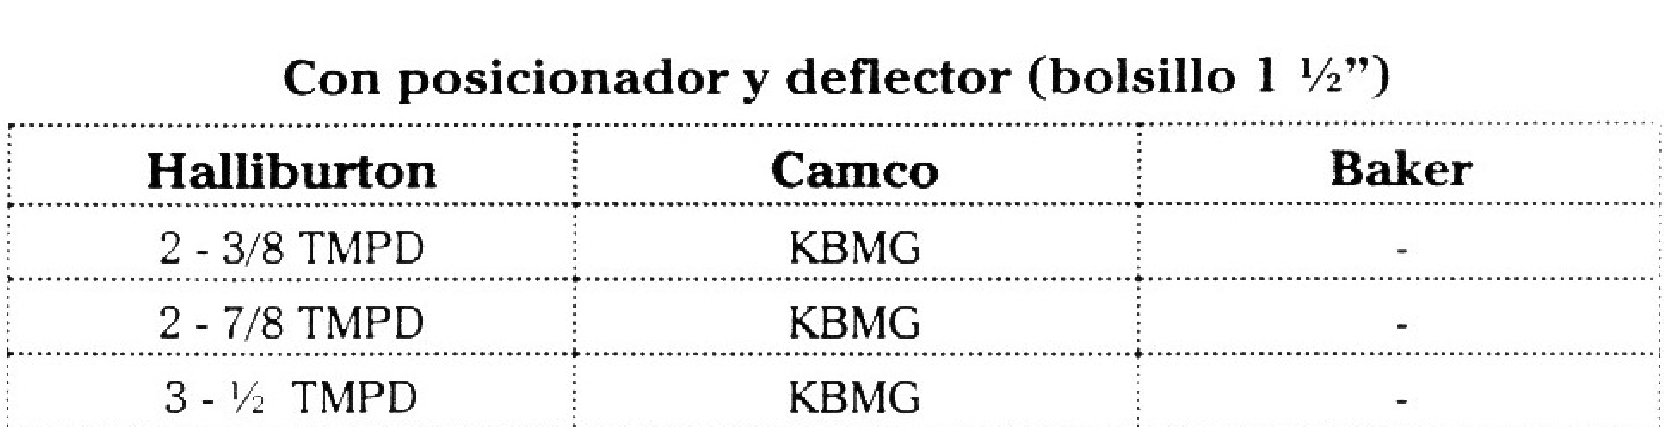 Con posicionador y deflector (bolsillo 1 ½”)
Halliburton Camco Baker
2 - 3/8 TMPD KBMG -
2 - 7/8 TMPD KBMG -
3 - ½ TMPD KBMG -